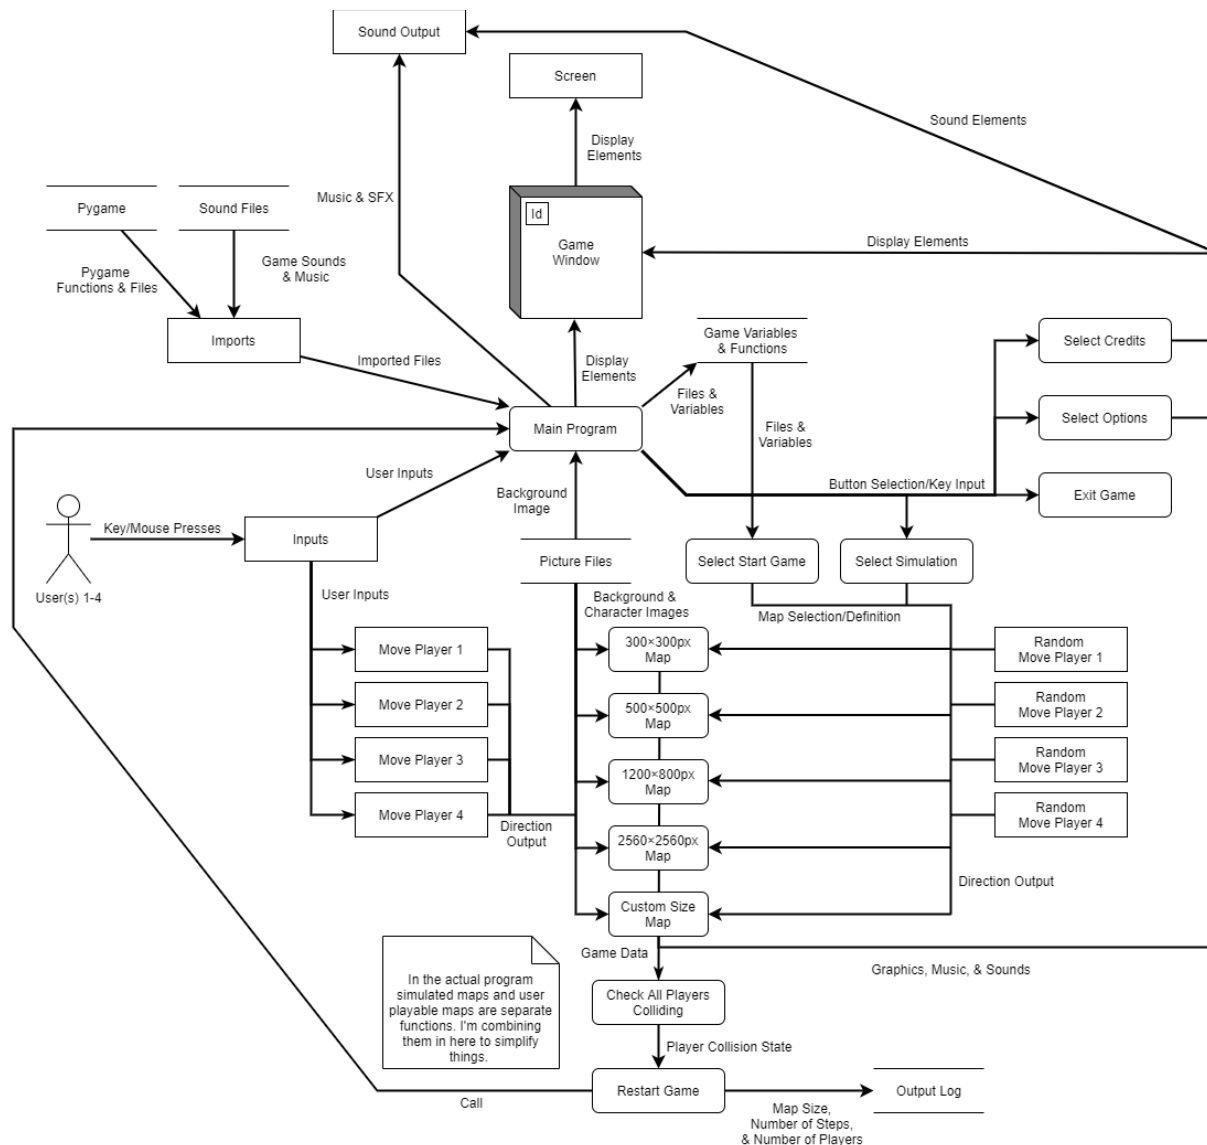 Sound Output
Screen
Sound Elements
Display
Elements
Music & SFX
Pygame
Sound Files
Id
Game
Window
Display Elements
Pygame
Functions & Files
Game Sounds
& Music
Imports
Imported Files
Display
Elements
Game Variables
& Functions
Select Credits
Files &
Variables
Main Program
Files &
Variables
Select Options
User Inputs
Background
Image
Button Selection/Key Input
Exit Game
Key/Mouse Presses
Inputs
Picture Files
Select Start Game
Select Simulation
User(s) 1-4
User Inputs
Background &
Character Images
Map Selection/Definition
Move Player 1
300×300px
Map
Random
Move Player 1
Move Player 2
500×500px
Map
Random
Move Player 2
Move Player 3
1200×800px
Map
Random
Move Player 3
Move Player 4
Direction
Output
2560×2560px
Map
Random
Move Player 4
Custom Size
Map
Direction Output
Game Data
Graphics, Music, & Sounds
In the actual program
simulated maps and user
playable maps are separate
functions. I'm combining
them in here to simplify
things.
Check All Players
Colliding
Player Collision State
Restart Game
Output Log
Call
Map Size,
Number of Steps,
& Number of Players